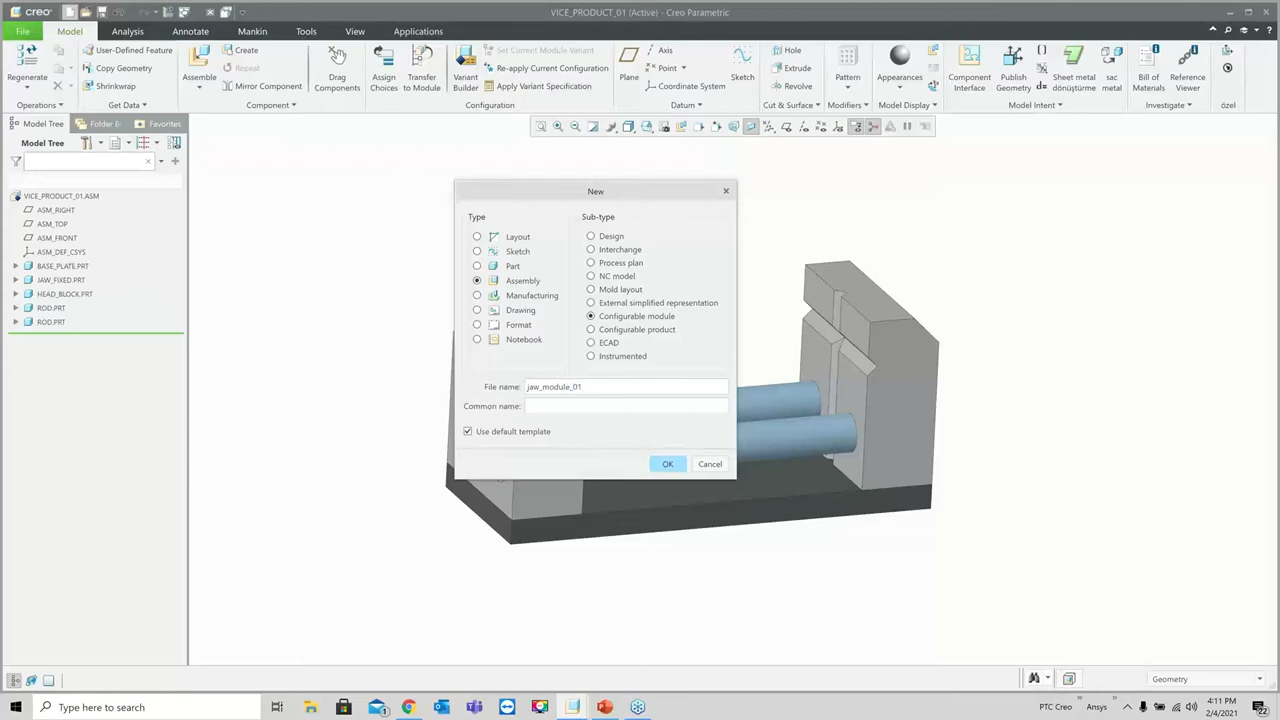 creo
VICE_PRODUCT_01 (Active) - Creo Parametric
File
Model
Analysis
Annotate
Mankin
Tools
View
Applications
Regenerate
User-Defined Feature
Copy Geometry
Shrinkwrap
Assemble
Create
Repeat
Mirror Component
Drag Components
Assign Choices
Transfer to Module
Variant Builder
Set Current Module Variant
Re-apply Current Configuration
Apply Variant Specification
Plane
Axis
Point
Coordinate System
Sketch
Hole
Extrude
Revolve
Pattern
Appearances
Component Interface
Publish Geometry
Sheet metal dönüştürme
sac metal
Bill of Materials
Reference Viewer
Operations
Get Data
Component
Configuration
Datum
Cut & Surface
Modifiers
Model Display
Model Intent
Investigate
özel
Model Tree
Folder B
Favorites
Model Tree
VICE_PRODUCT_01.ASM
ASM_RIGHT
ASM_TOP
ASM_FRONT
ASM_DEF_CSYS
BASE_PLATE.PRT
JAW_FIXED.PRT
HEAD_BLOCK.PRT
ROD.PRT
ROD.PRT
New
Type
Layout
Sketch
Part
Assembly
Manufacturing
Drawing
Format
Notebook
Sub-type
Design
Interchange
Process plan
NC model
Mold layout
External simplified representation
Configurable module
Configurable product
ECAD
Instrumented
File name:
jaw_module_01
Common name:
Use default template
OK
Cancel
Geometry
Type here to search
PTC Creo
Ansys
4:11 PM
2/4/2021
22